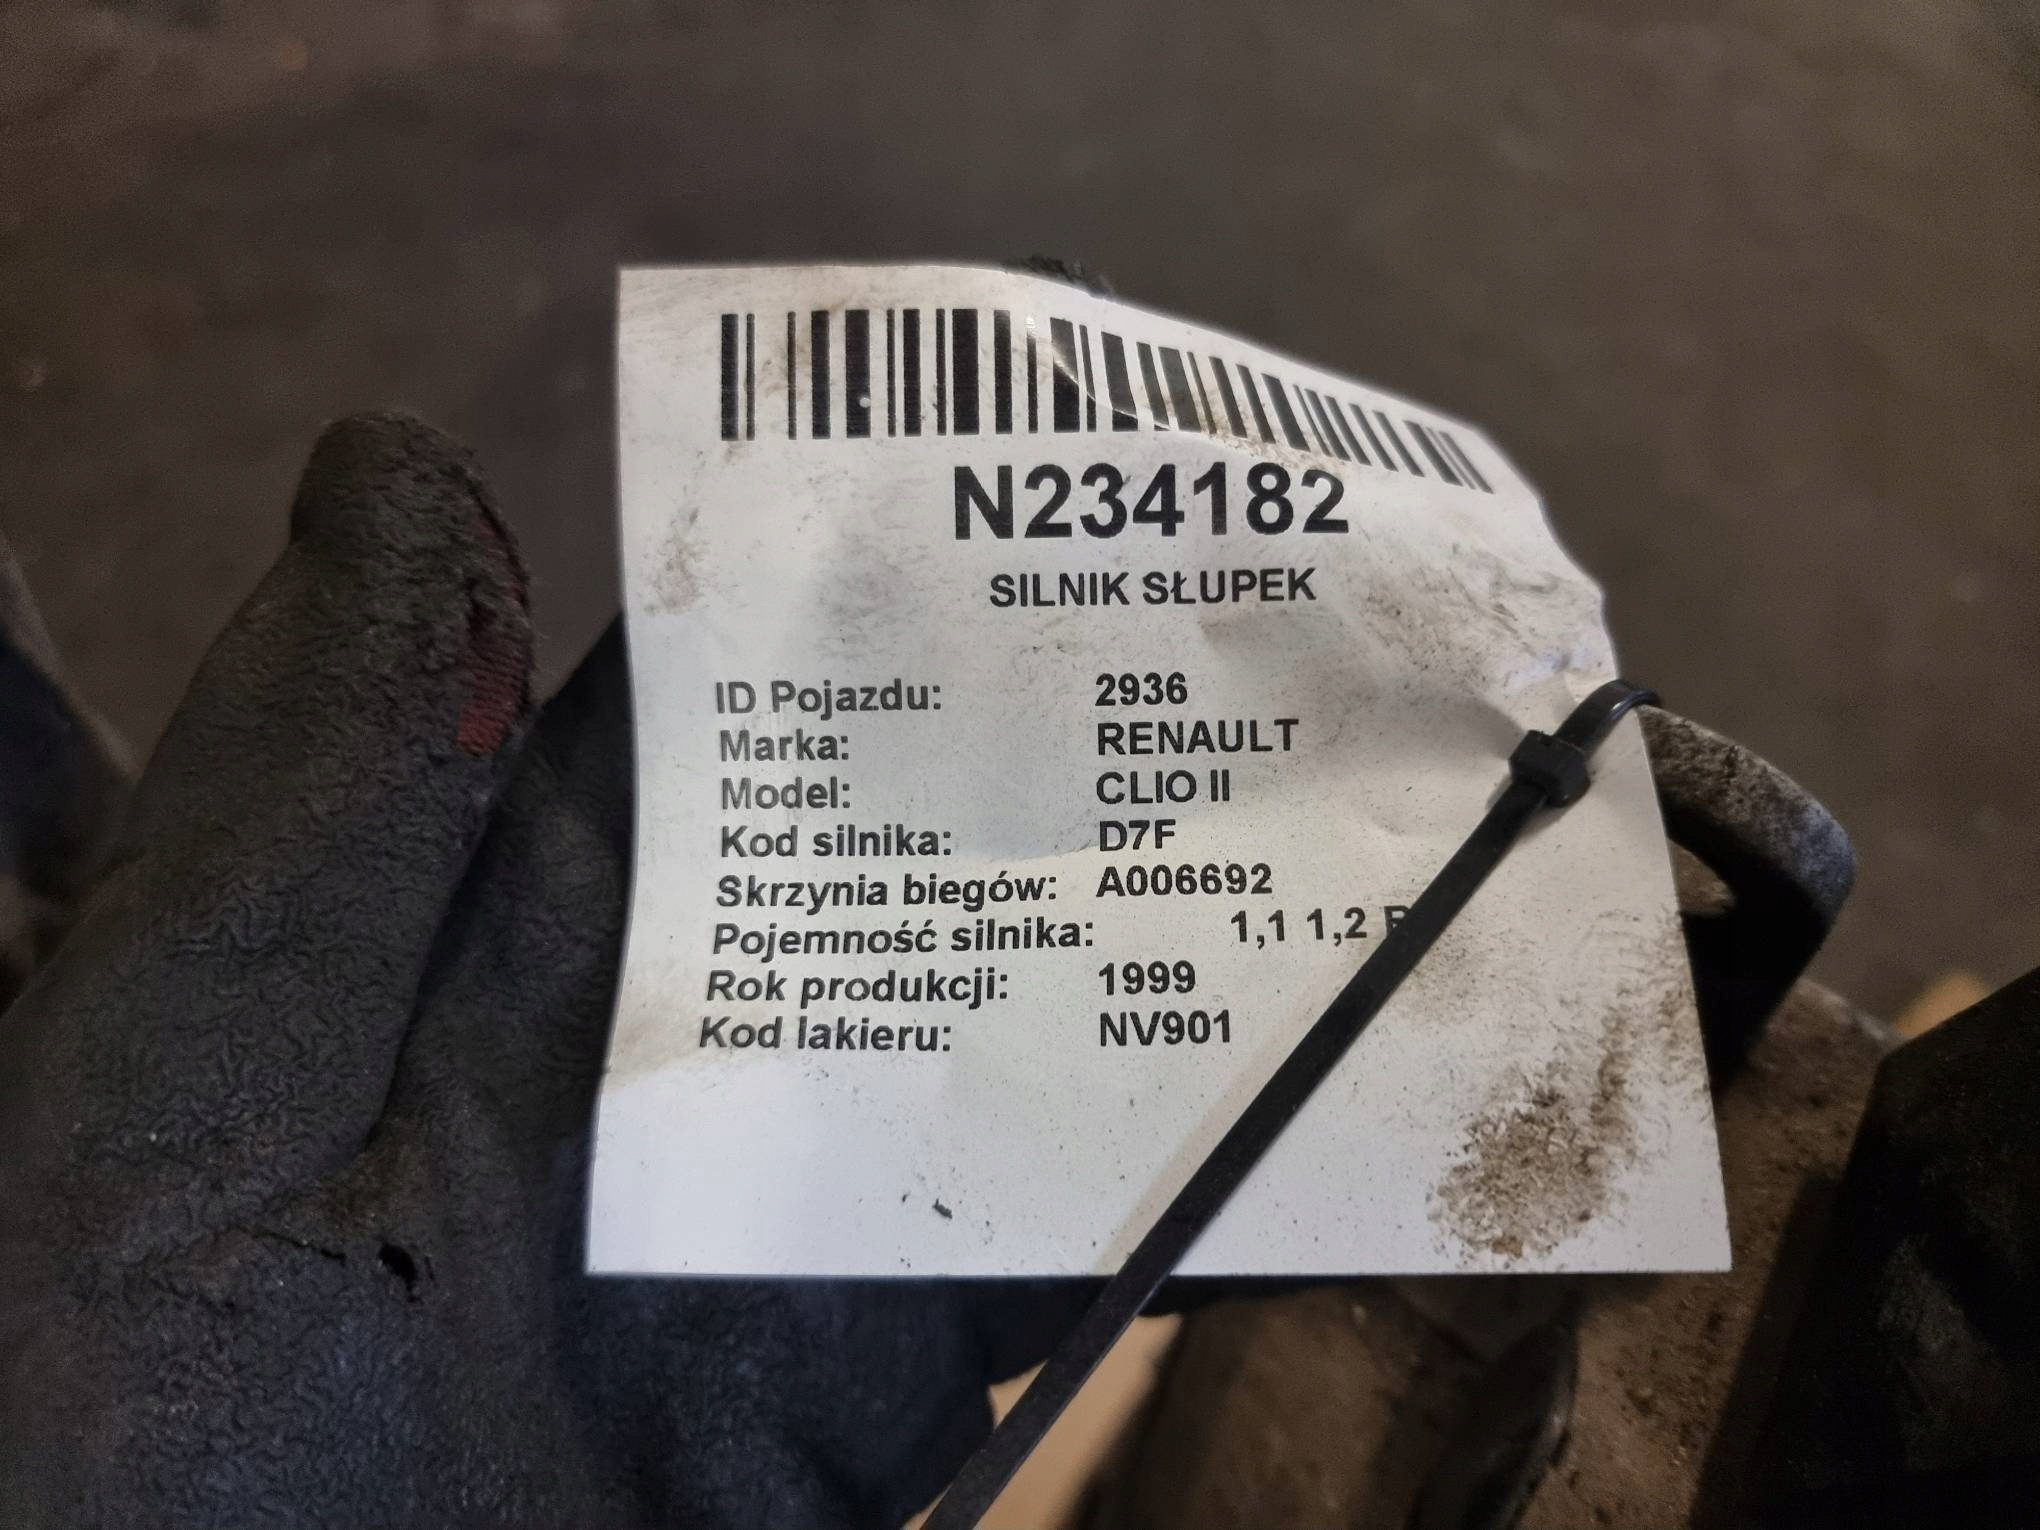 N234182
SILNIK SŁUPEK
ID Pojazdu: 2936
Marka: RENAULT
Model: CLIO II
Kod silnika: D7F
Skrzynia biegów: A006692
Pojemność silnika: 1,1 1,2
Rok produkcji: 1999
Kod lakieru: NV901